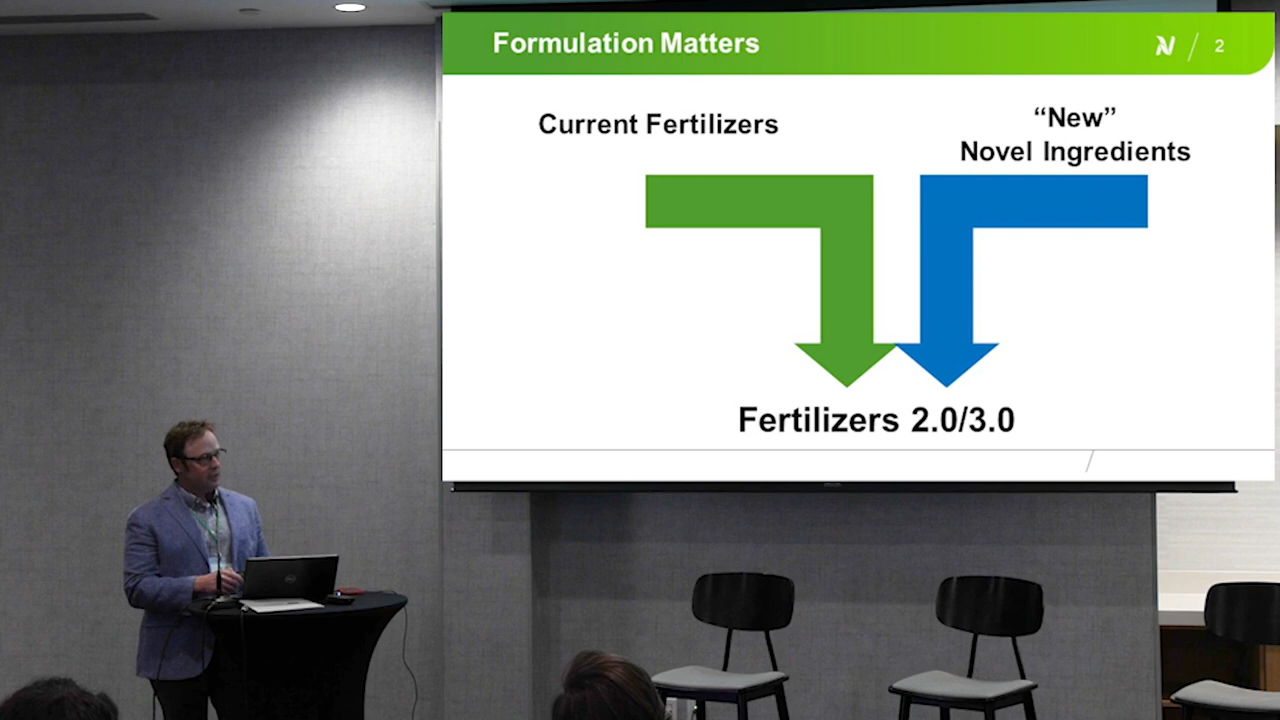 Formulation Matters
2
Current Fertilizers
“New”
Novel Ingredients
Fertilizers 2.0/3.0